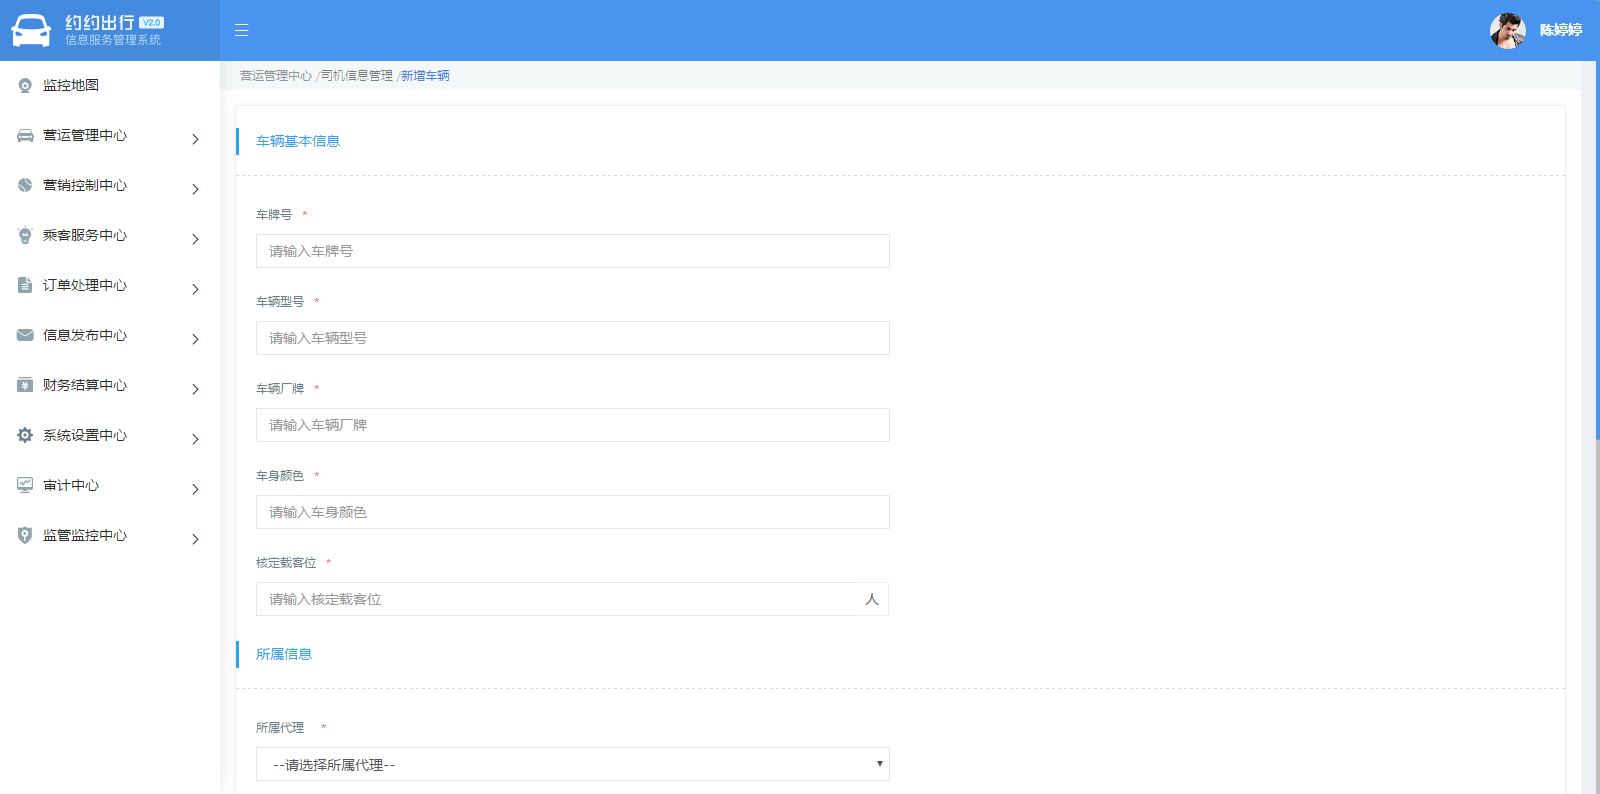 约约出行 V2.0
信息服务管理系统
陈婷婷
监控地图
营运管理中心
营销控制中心
乘客服务中心
订单处理中心
信息发布中心
财务结算中心
系统设置中心
审计中心
监管监控中心
营运管理中心 /司机信息管理 /新增车辆
车辆基本信息
车牌号 *
请输入车牌号
车辆型号 *
请输入车辆型号
车辆厂牌 *
请输入车辆厂牌
车身颜色 *
请输入车身颜色
核定载客位 *
请输入核定载客位 人
所属信息
所属代理 *
--请选择所属代理--